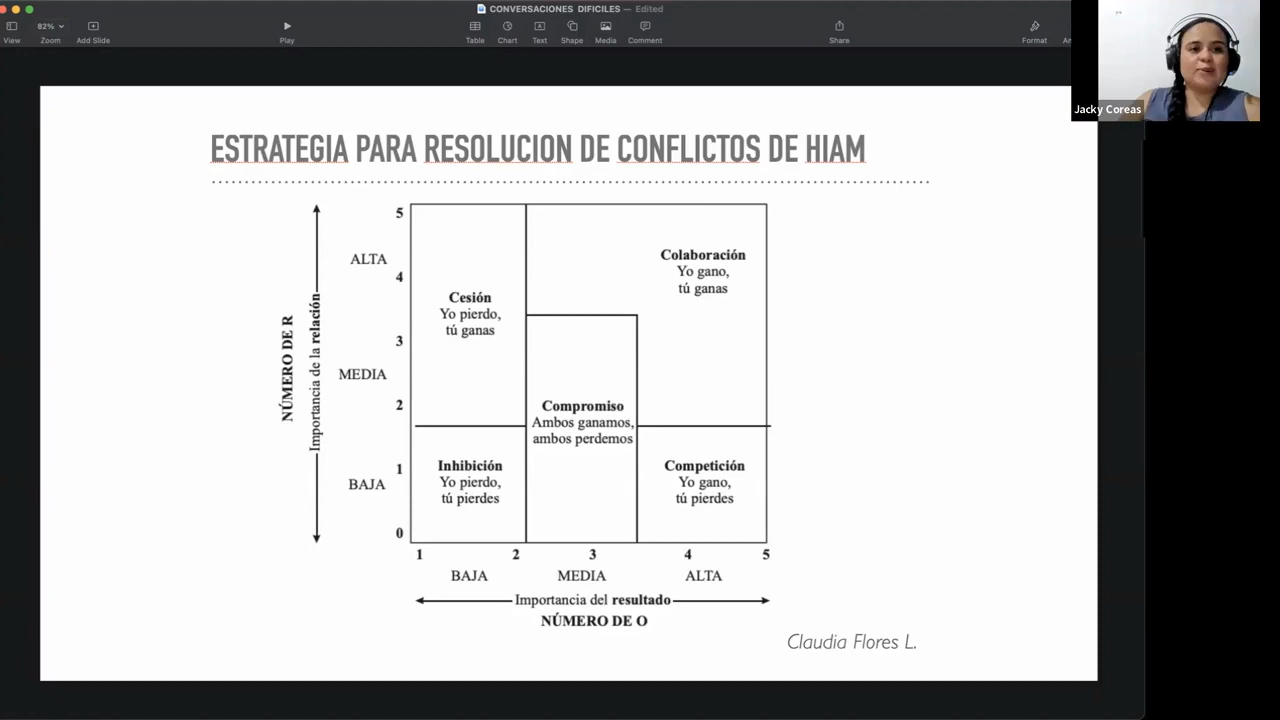 CONVERSACIONES DIFICILES — Edited
82%
View
Zoom
Add Slide
Play
Table
Chart
Text
Shape
Media
Comment
Share
Format
Jacky Coreas
ESTRATEGIA PARA RESOLUCION DE CONFLICTOS DE HIAM
NÚMERO DE R
Importancia de la relación
ALTA
MEDIA
BAJA
5
4
3
2
1
0
Cesión
Yo pierdo,
tú ganas
Colaboración
Yo gano,
tú ganas
Compromiso
Ambos ganamos,
ambos perdemos
Inhibición
Yo pierdo,
tú pierdes
Competición
Yo gano,
tú pierdes
1 2 3 4 5
BAJA MEDIA ALTA
Importancia del resultado
NÚMERO DE O
Claudia Flores L.